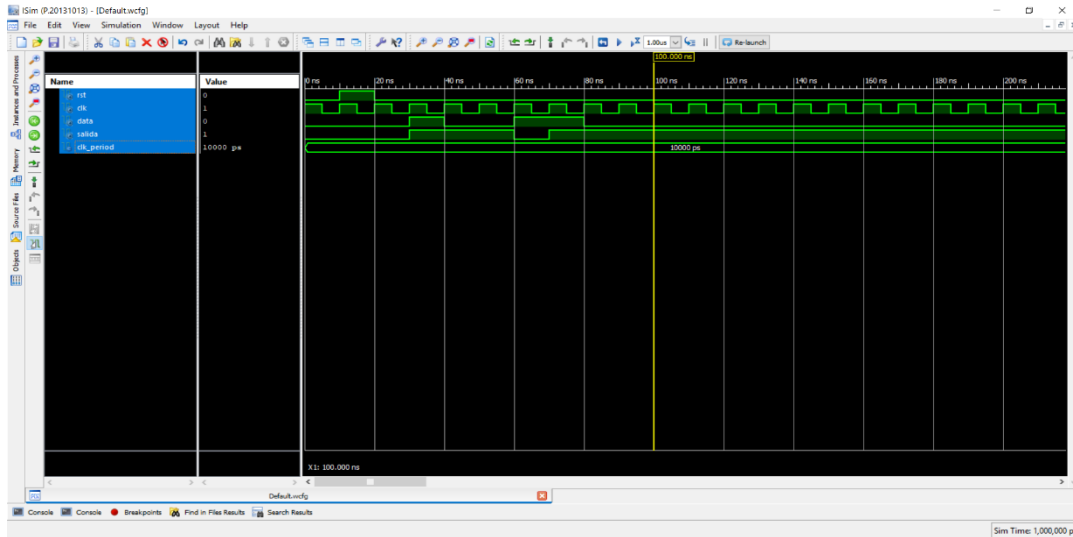 ISim (P.20131013) - [Default.wcfg]
File Edit View Simulation Window Layout Help
1.00us
Re-launch
100.000 ns
Name Value
0 ns 20 ns 40 ns 60 ns 80 ns 100 ns 120 ns 140 ns 160 ns 180 ns 200 ns
rst 0
clk 1
data 0
salida 1
clk_period 10000 ps 10000 ps
Instances and Processes
Memory
Source Files
Objects
X1: 100.000 ns
Default.wcfg
Console Console Breakpoints Find in Files Results Search Results
Sim Time: 1,000,000 p